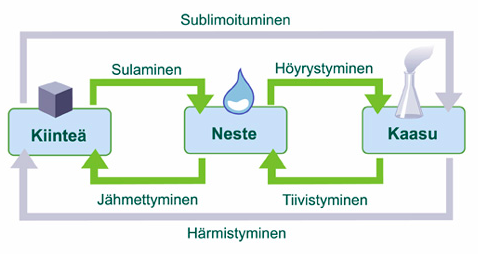 Sublimoituminen
Sulaminen
Höyrystyminen
Kiinteä
Neste
Kaasu
Jähmettyminen
Tiivistyminen
Härmistyminen